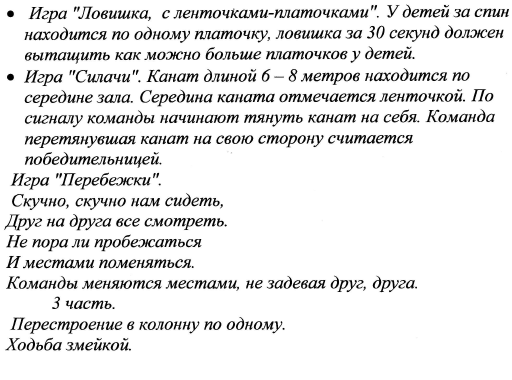 • Игра "Ловишка, с ленточками-платочками". У детей за спин
находится по одному платочку, ловишка за 30 секунд должен
вытащить как можно больше платочков у детей.
• Игра "Силачи". Канат длиной 6 – 8 метров находится по
середине зала. Середина каната отмечается ленточкой. По
сигналу команды начинают тянуть канат на себя. Команда
перетянувшая канат на свою сторону считается
победительницей.
Игра "Перебежки".
Скучно, скучно нам сидеть,
Друг на друга все смотреть.
Не пора ли пробежаться
И местами поменяться.
Команды меняются местами, не задевая друг, друга.
3 часть.
Перестроение в колонну по одному.
Ходьба змейкой.